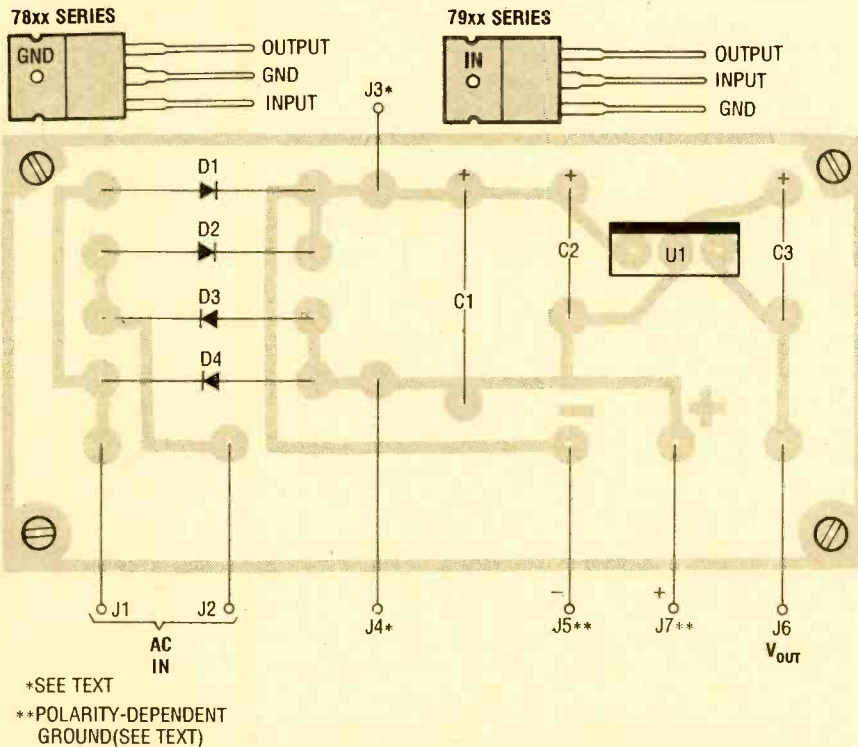 78xx SERIES
GND
OUTPUT
GND
INPUT
79xx SERIES
IN
OUTPUT
INPUT
GND
J3*
D1
D2
D3
D4
+
C1
+
C2
U1
+
C3
−
+
J1
J2
AC
IN
J4*
−
J5**
+
J7**
J6
VOUT
*SEE TEXT
**POLARITY-DEPENDENT
GROUND(SEE TEXT)